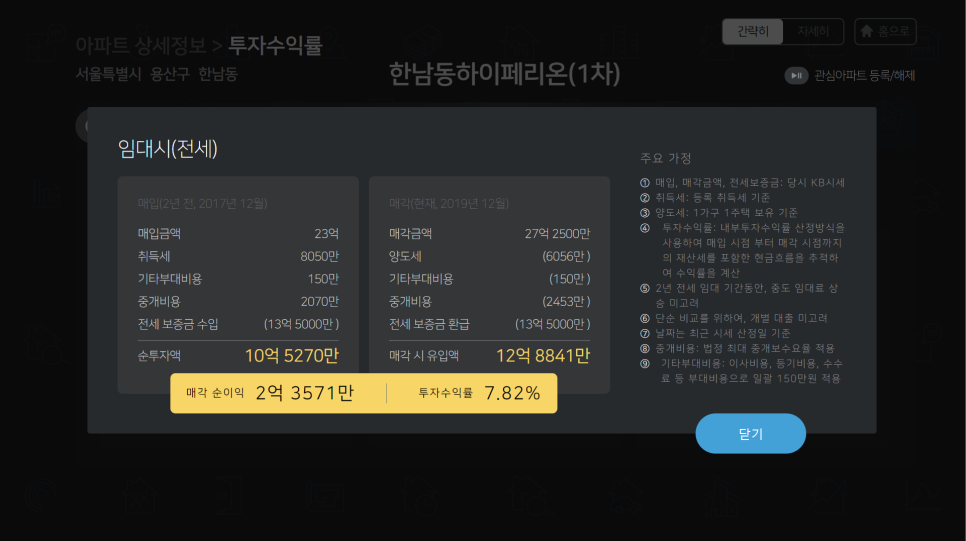 아파트 상세정보 > 투자수익률
간략히 자세히 홈으로
서울특별시 용산구 한남동
한남동하이페리온(1차)
관심아파트 등록/해제
임대시(전세)
매입(2년 전, 2017년 12월)
매입금액 23억
취득세 8050만
기타부대비용 150만
중개비용 2070만
전세 보증금 수입 (13억 5000만)
순투자액 10억 5270만
매각(현재, 2019년 12월)
매각금액 27억 2500만
양도세 (6056만)
기타부대비용 (150만)
중개비용 (2453만)
전세 보증금 환급 (13억 5000만)
매각 시 유입액 12억 8841만
매각 순이익 2억 3571만 투자수익률 7.82%
주요 가정
① 매입, 매각금액, 전세보증금: 당시 KB시세
② 취득세: 등록 취득세 기준
③ 양도세: 1가구 1주택 보유 기준
④ 투자수익률: 내부투자수익률 산정방식을
사용하여 매입 시점 부터 매각 시점까지
의 재산세를 포함한 현금흐름을 추적하
여 수익률을 계산
⑤ 2년 전세 임대 기간동안, 중도 임대료 상
승 미고려
⑥ 단순 비교를 위하여, 개별 대출 미고려
⑦ 날짜는 최근 시세 산정일 기준
⑧ 중개비용: 법정 최대 중개보수요율 적용
⑨ 기타부대비용: 이사비용, 등기비용, 수수
료 등 부대비용으로 일괄 150만원 적용
닫기